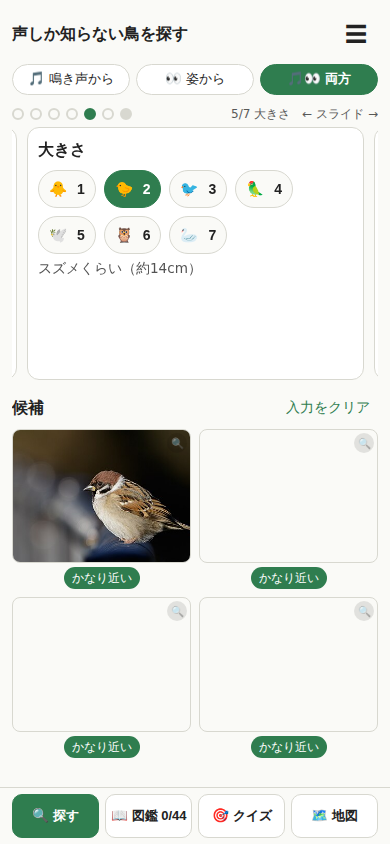 声しか知らない鳥を探す
🎵 鳴き声から
👀 姿から
🎵👀 両方
5/7 大きさ ← スライド →
大きさ
🐥 1
🐤 2
🐦 3
🦜 4
🕊️ 5
🦉 6
🦢 7
スズメくらい（約14cm）
候補
入力をクリア
かなり近い
かなり近い
かなり近い
かなり近い
🔍 探す
📖 図鑑 0/44
🎯 クイズ
🗺️ 地図